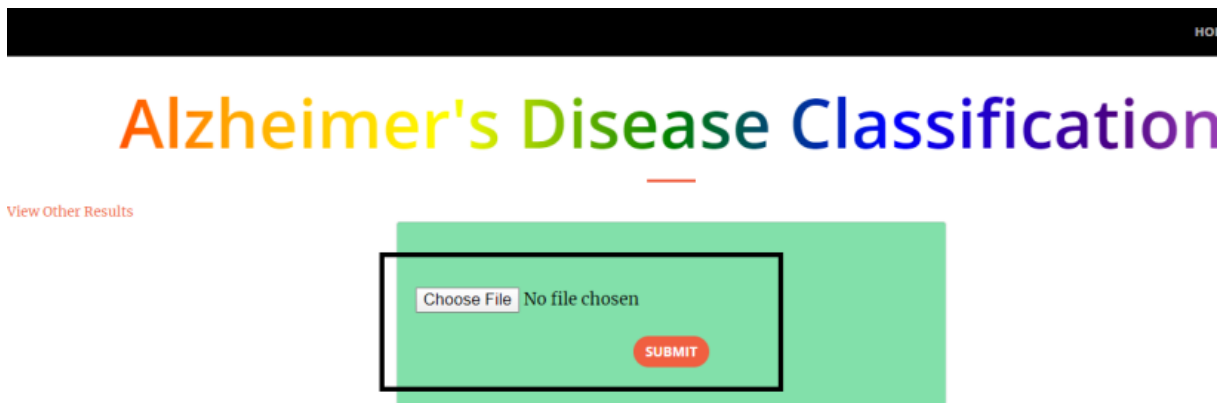 Alzheimer's Disease Classification
View Other Results
Choose File No file chosen
SUBMIT